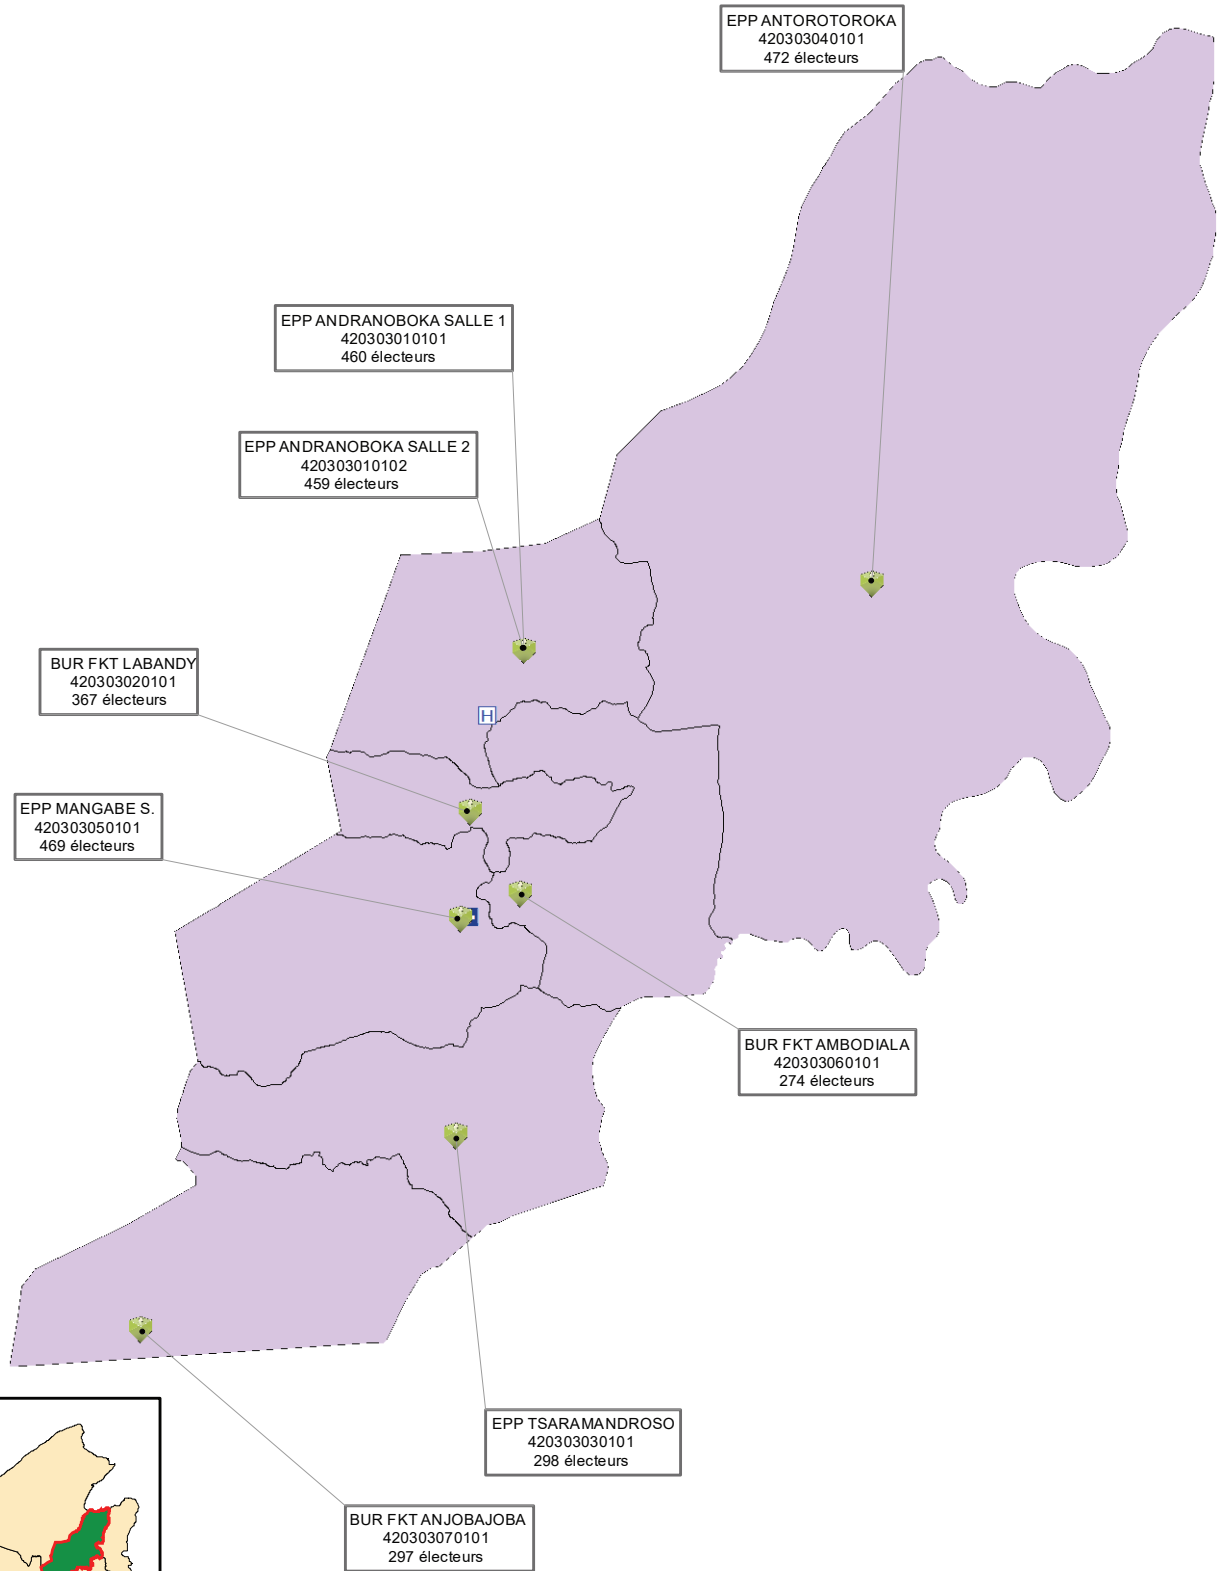 EPP ANTOROTOROKA
420303040101
472 électeurs
EPP ANDRANOBOKA SALLE 1
420303010101
460 électeurs
EPP ANDRANOBOKA SALLE 2
420303010102
459 électeurs
BUR FKT LABANDY
420303020101
367 électeurs
H
EPP MANGABE S.
420303050101
469 électeurs
BUR FKT AMBODIALA
420303060101
274 électeurs
EPP TSARAMANDROSO
420303030101
298 électeurs
BUR FKT ANJOBAJOBA
420303070101
297 électeurs